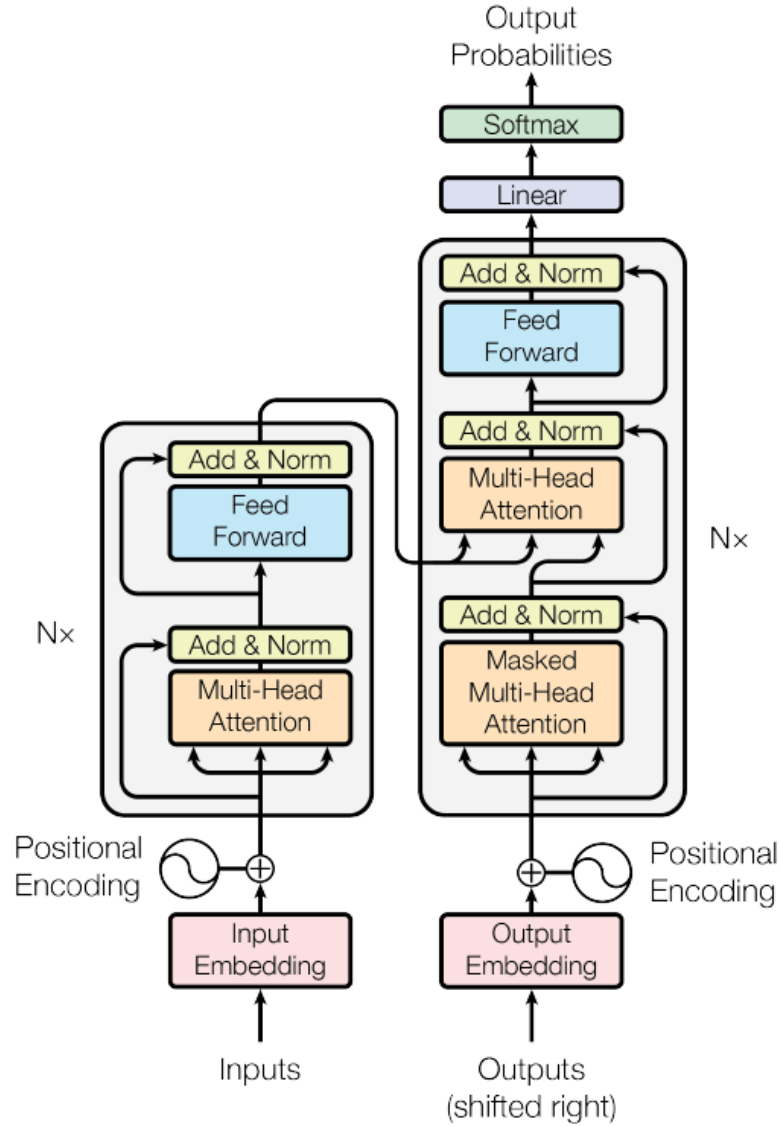 Output
Probabilities
Softmax
Linear
Add & Norm
Feed
Forward
Add & Norm
Multi-Head
Attention
Nx
Add & Norm
Masked
Multi-Head
Attention
Add & Norm
Feed
Forward
Nx
Add & Norm
Multi-Head
Attention
Positional
Encoding
Positional
Encoding
Input
Embedding
Output
Embedding
Inputs
Outputs
(shifted right)